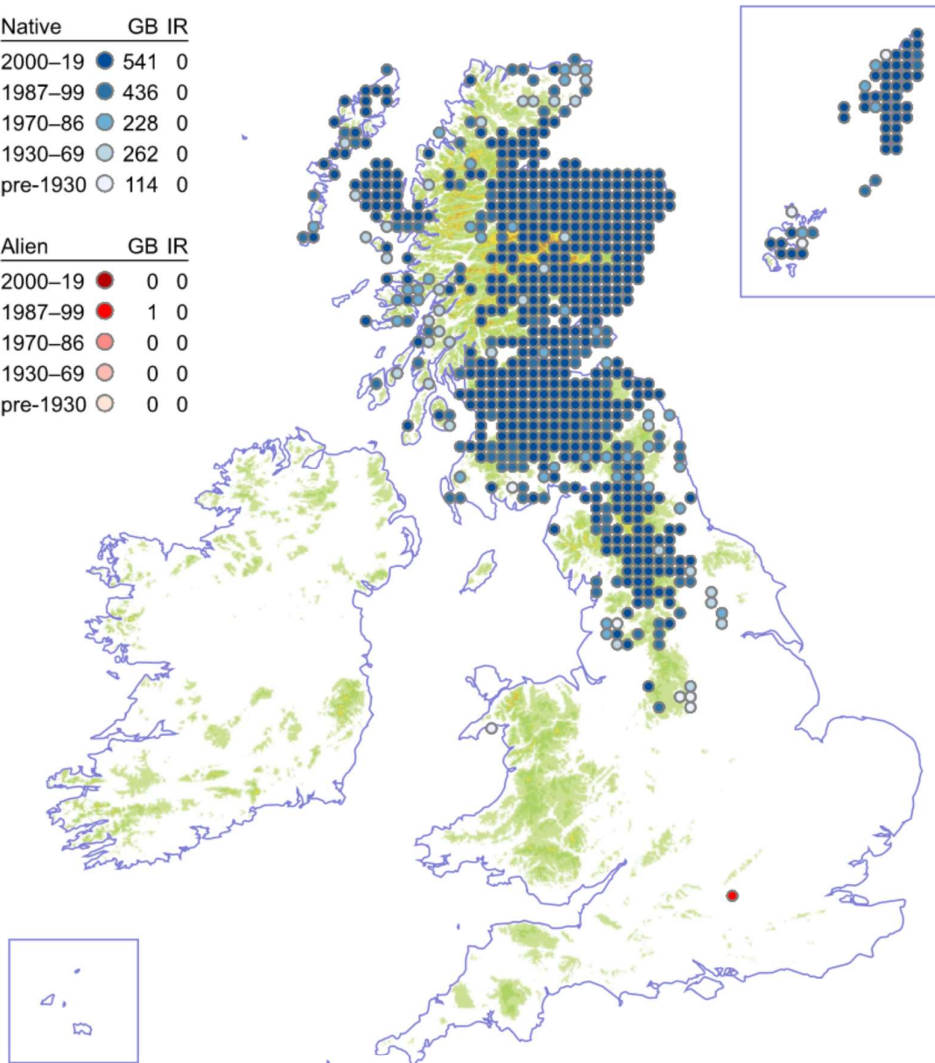 Native GB IR
2000–19 541 0
1987–99 436 0
1970–86 228 0
1930–69 262 0
pre-1930 114 0
Alien GB IR
2000–19 0 0
1987–99 1 0
1970–86 0 0
1930–69 0 0
pre-1930 0 0